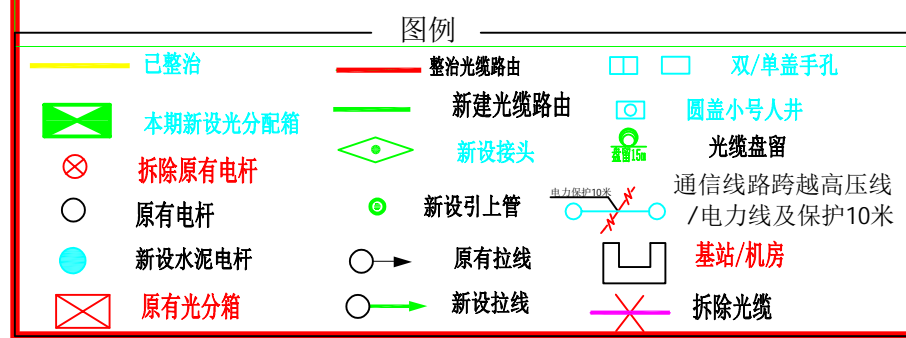 图例
已整治
整治光缆路由
双/单盖手孔
本期新设光分配箱
新建光缆路由
圆盖小号人井
拆除原有电杆
新设接头
盘留15m
光缆盘留
原有电杆
新设引上管
电力保护10米
通信线路跨越高压线
/电力线及保护10米
新设水泥电杆
原有拉线
基站/机房
原有光分箱
新设拉线
拆除光缆